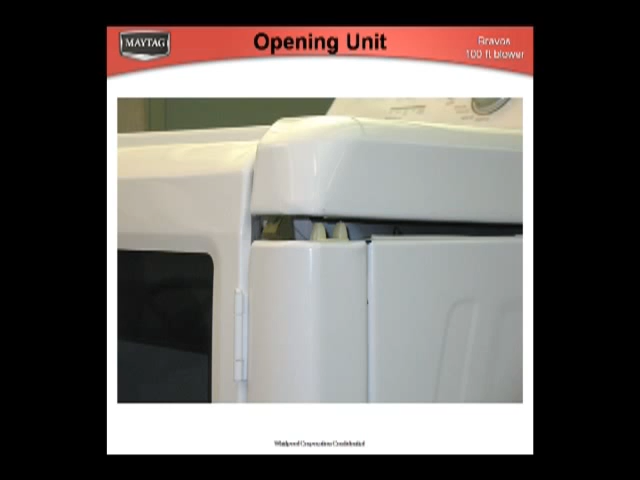 MAYTAG
Opening Unit
Bravos
100 ft blower
Whirlpool Corporation Confidential